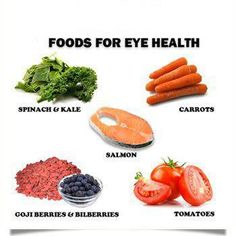 FOODS FOR EYE HEALTH
SPINACH & KALE
CARROTS
SALMON
GOJI BERRIES & BILBERRIES
TOMATOES